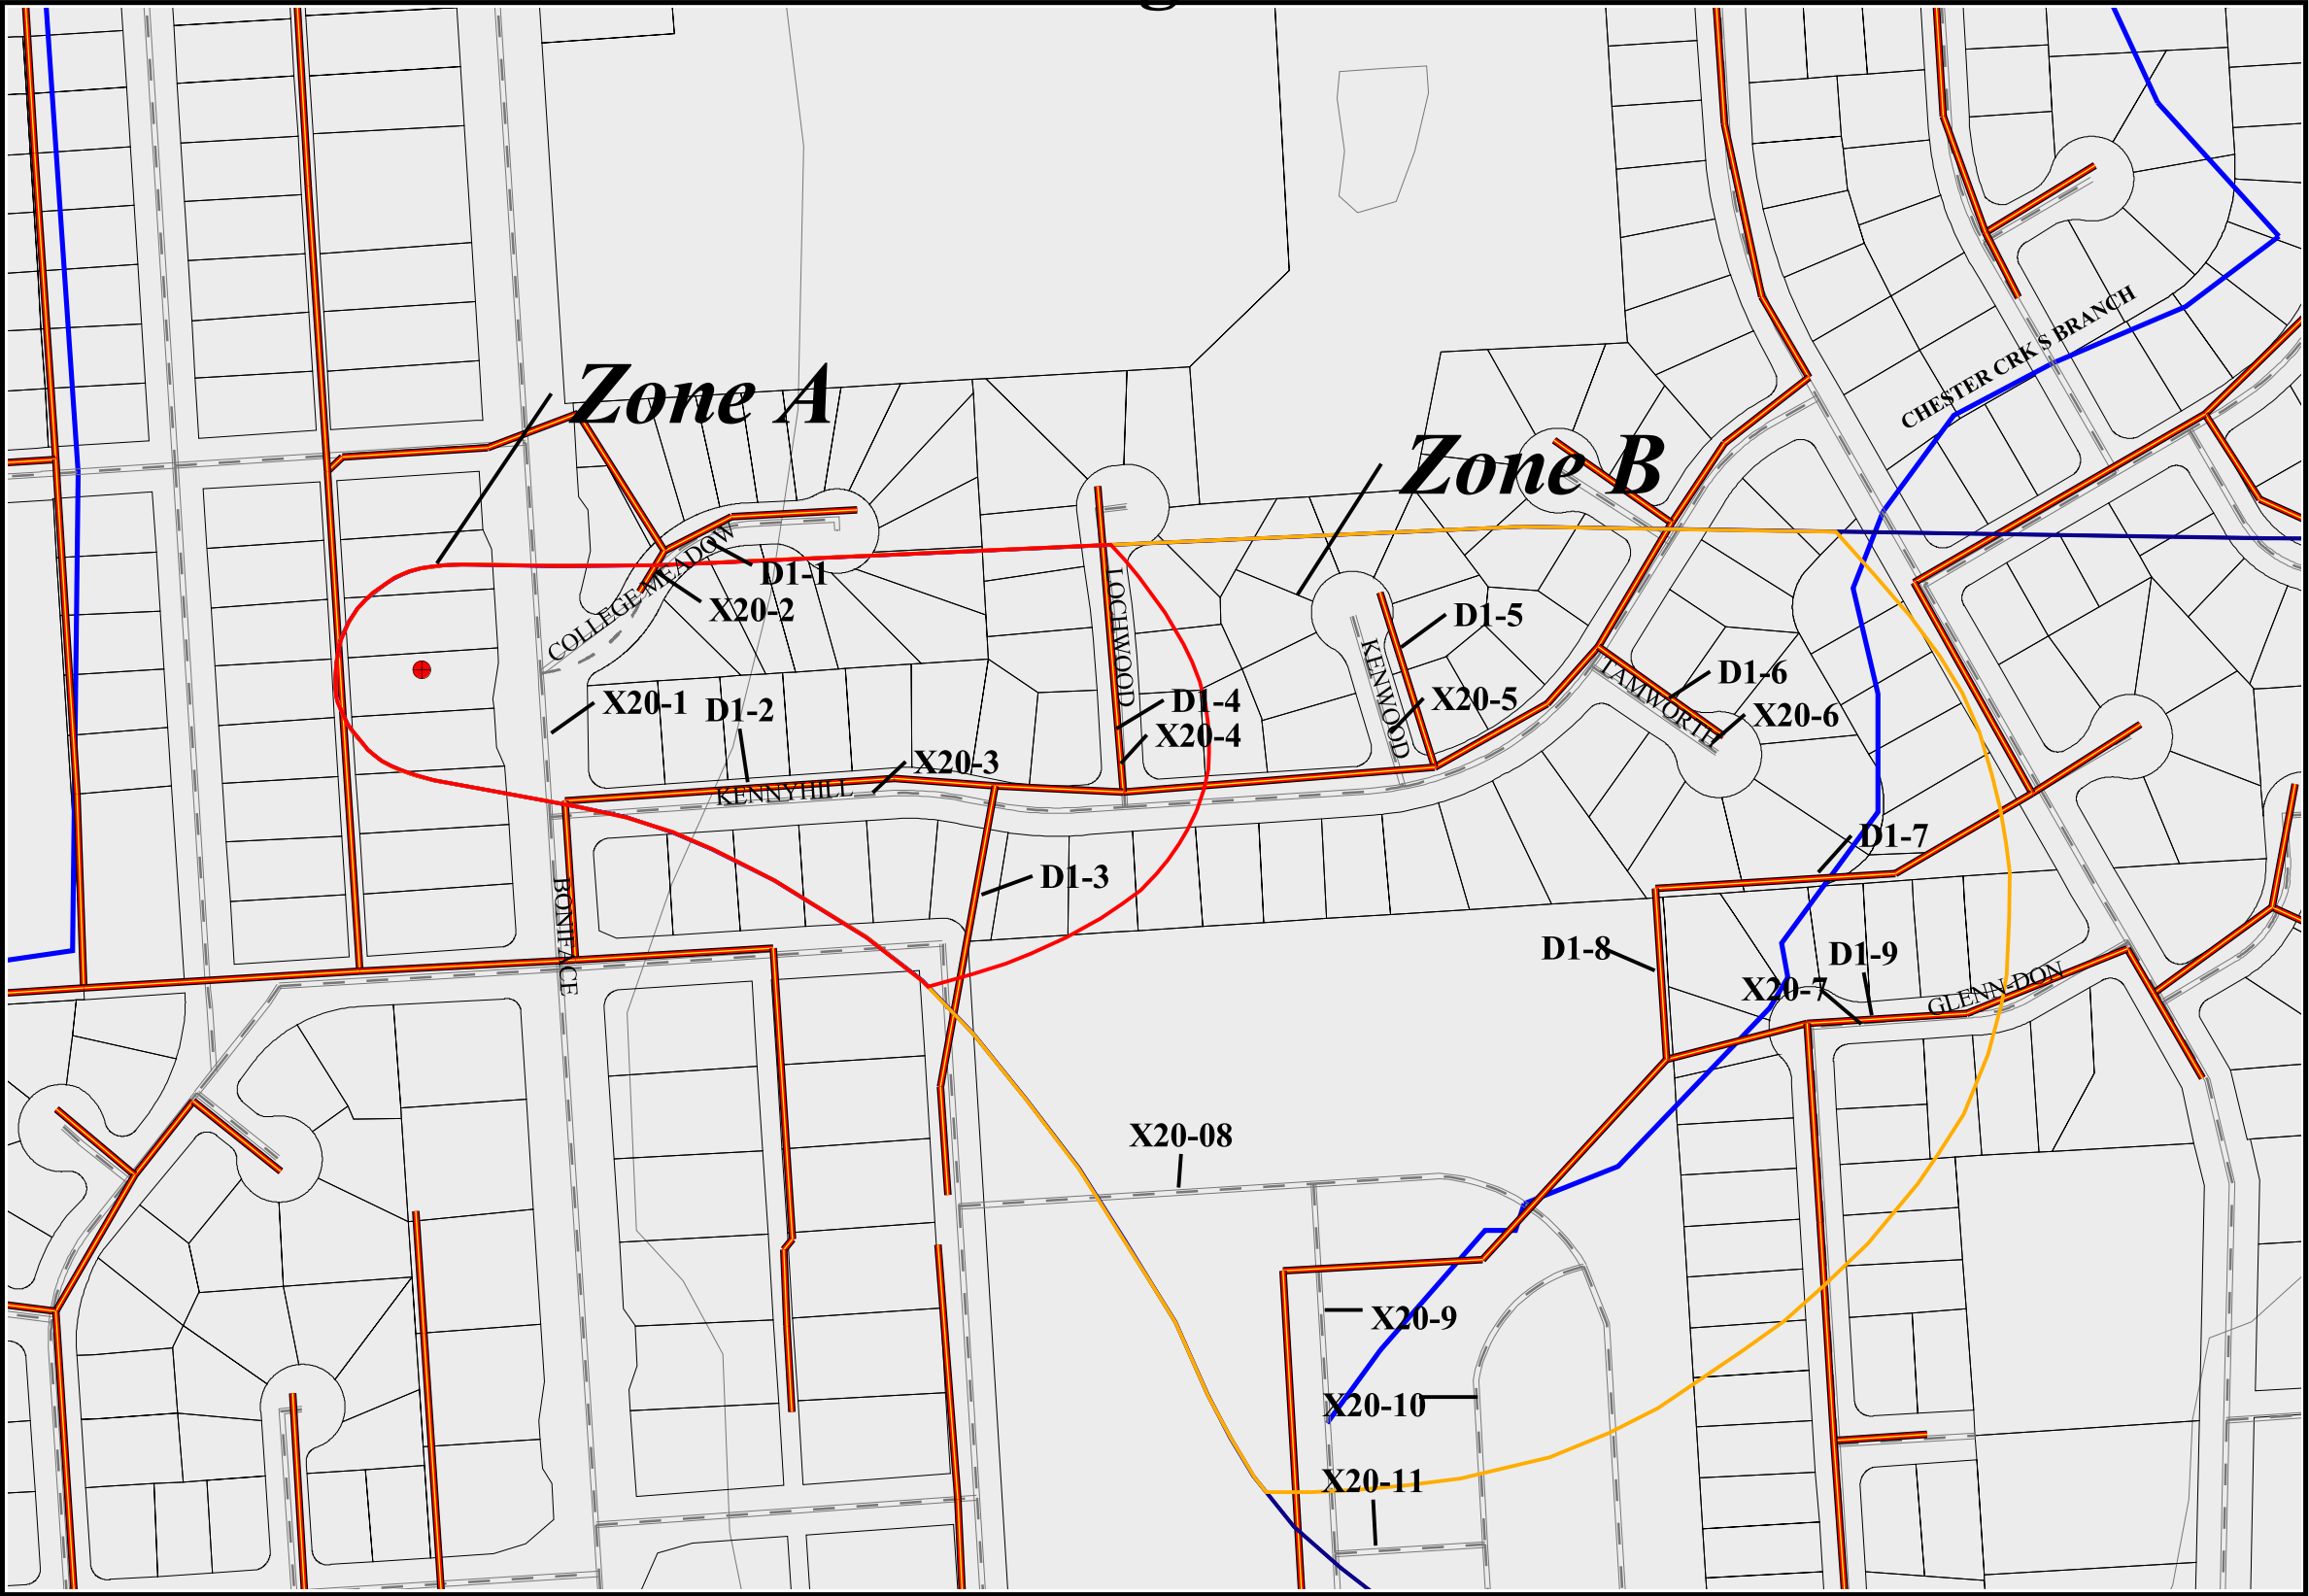 CHESTER CRK S BRANCH
Zone A
Zone B
COLLEGE MEADOW
D1-1
X20-2
LOCHWOOD
D1-5
KENWOOD
TAMWORTH
D1-6
X20-1
D1-2
D1-4
X20-4
X20-5
X20-6
X20-3
KENNYHILL
D1-3
D1-7
BONIFACE
D1-8
D1-9
X20-7
GLENN-DON
X20-08
X20-9
X20-10
X20-11